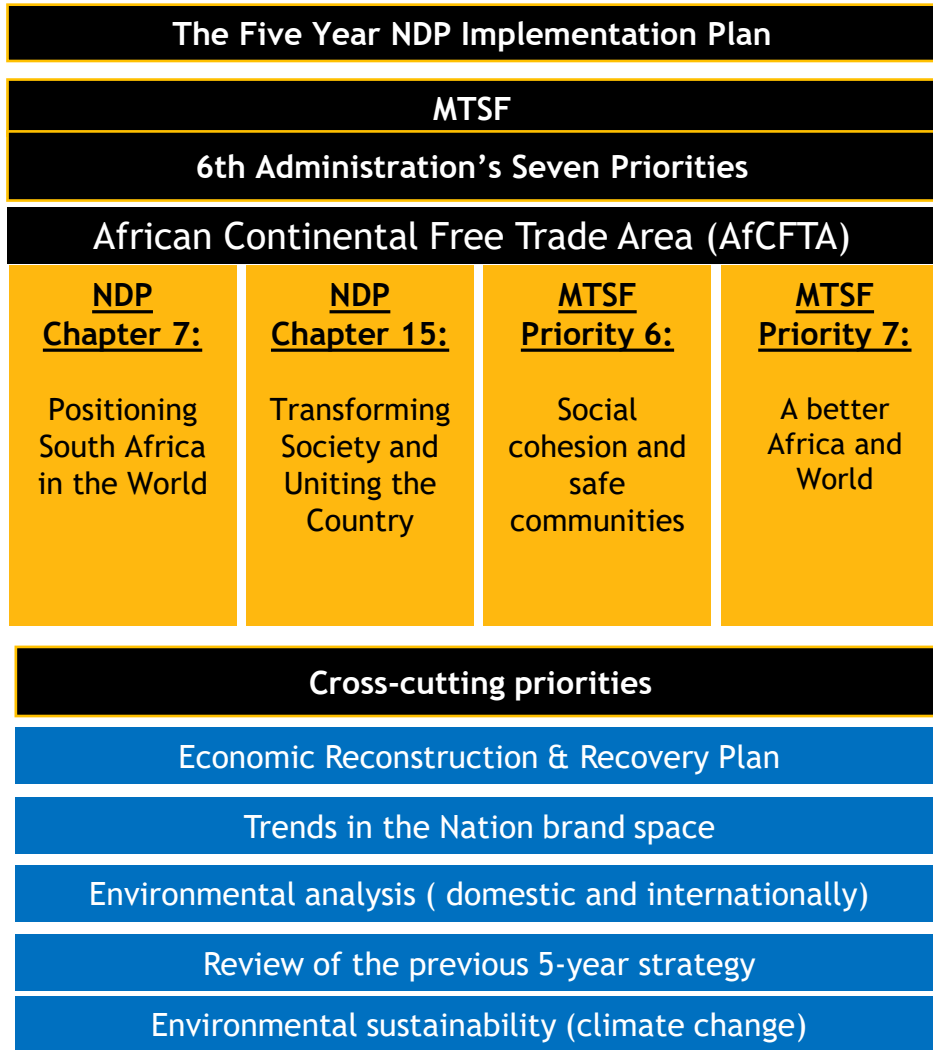 The Five Year NDP Implementation Plan
MTSF
6th Administration’s Seven Priorities
African Continental Free Trade Area (AfCFTA)
NDP
Chapter 7:
Positioning
South Africa
in the World
NDP
Chapter 15:
Transforming
Society and
Uniting the
Country
MTSF
Priority 6:
Social
cohesion and
safe
communities
MTSF
Priority 7:
A better
Africa and
World
Cross-cutting priorities
Economic Reconstruction & Recovery Plan
Trends in the Nation brand space
Environmental analysis ( domestic and internationally)
Review of the previous 5-year strategy
Environmental sustainability (climate change)